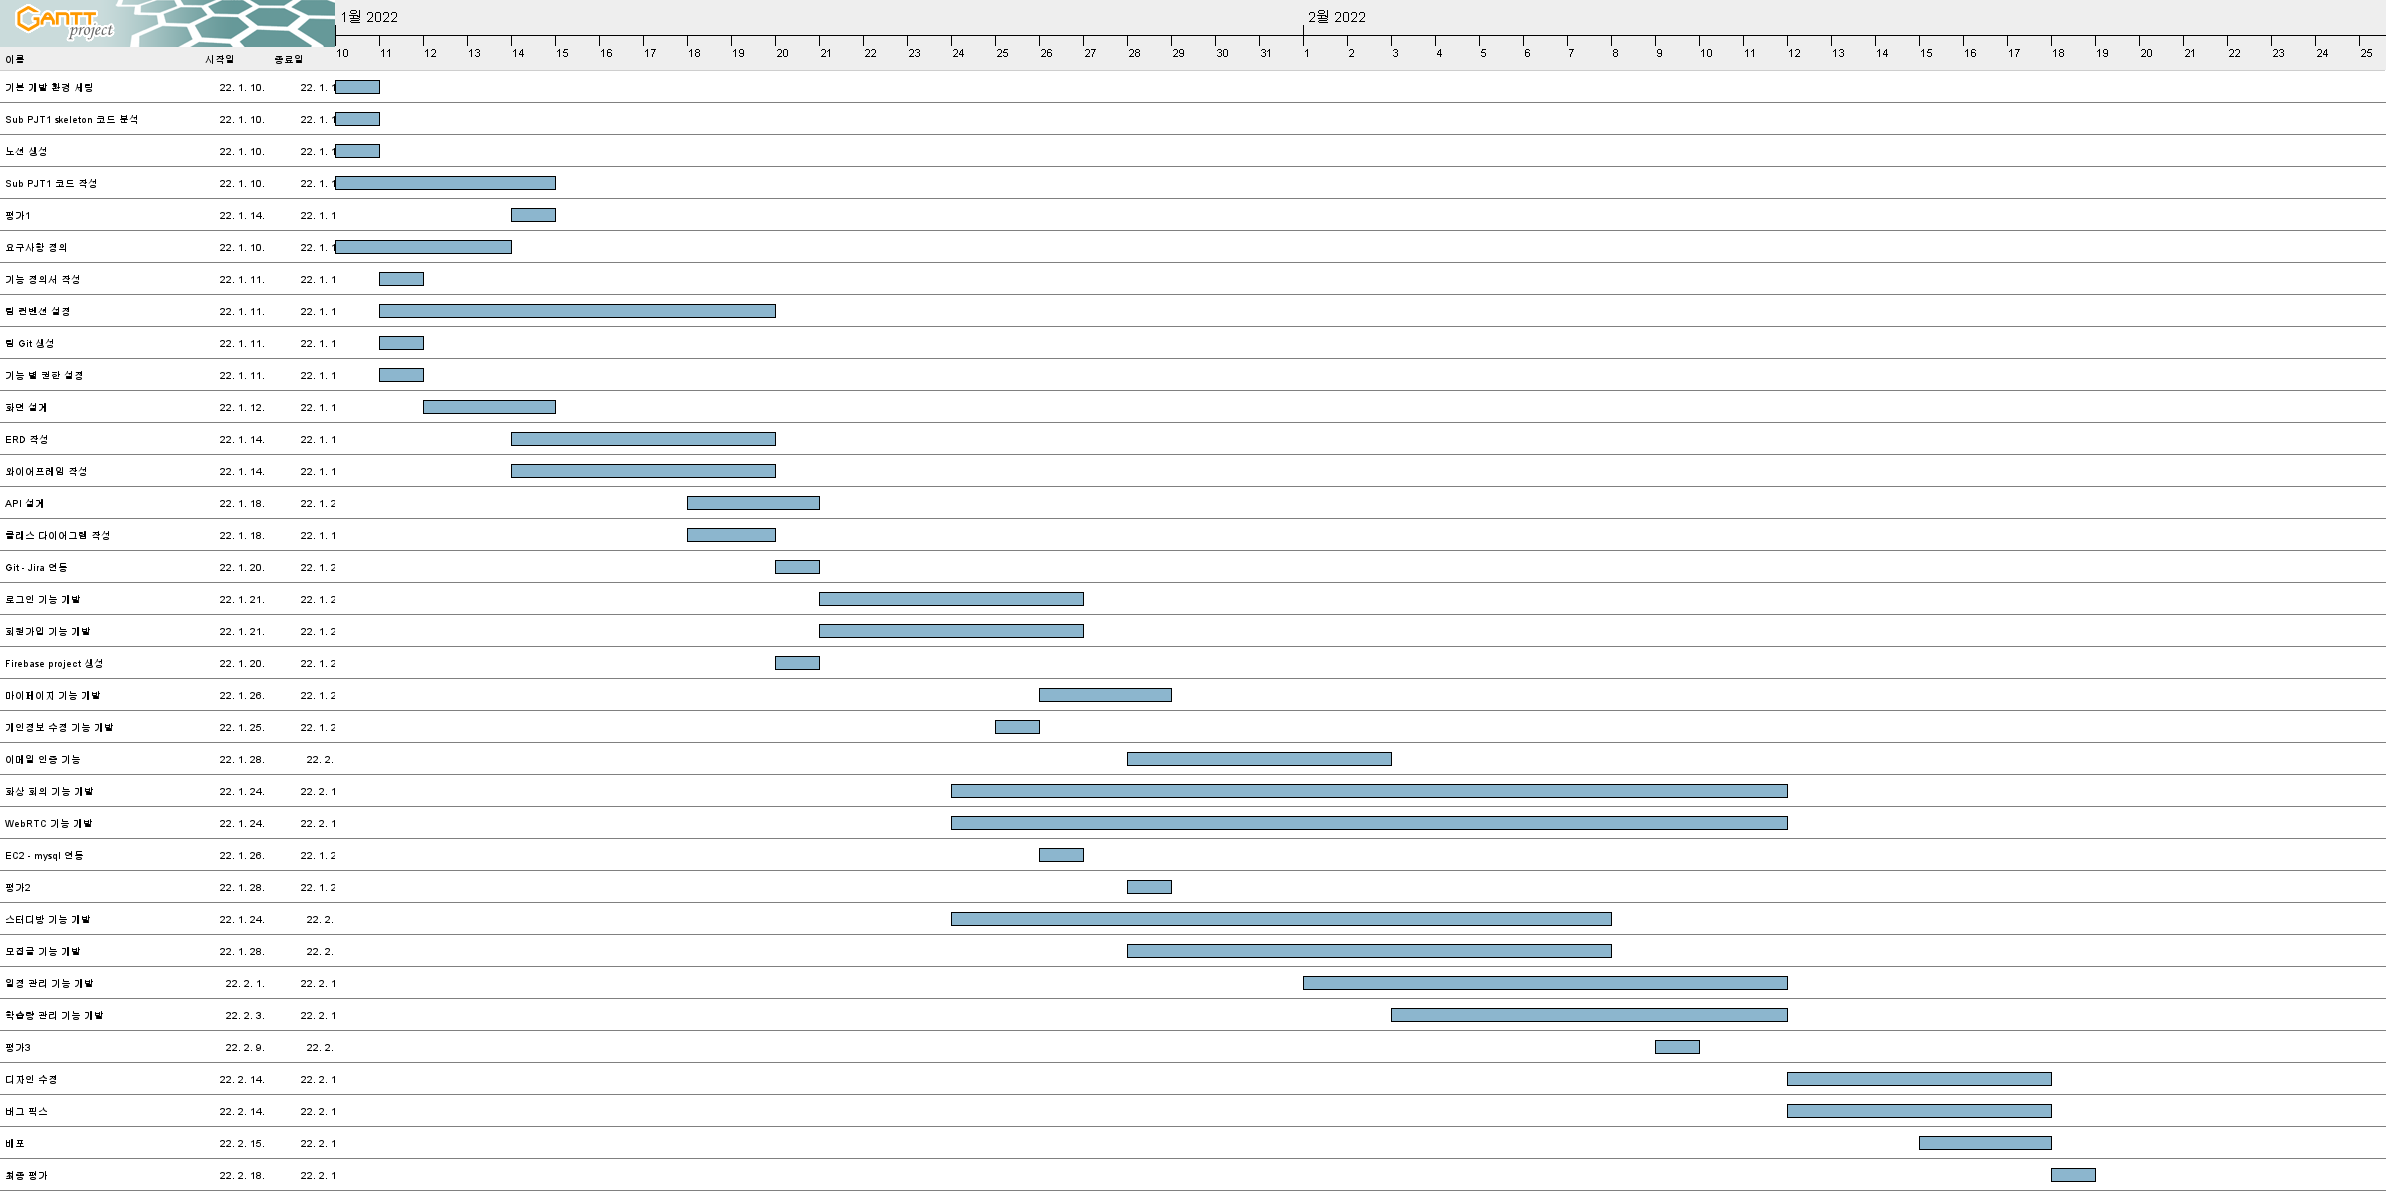 GANTT project
1월 2022 2월 2022
10 11 12 13 14 15 16 17 18 19 20 21 22 23 24 25 26 27 28 29 30 31 1 2 3 4 5 6 7 8 9 10 11 12 13 14 15 16 17 18 19 20 21 22 23 24 25
이름 시작일 종료일
기본 개발 환경 세팅 22. 1. 10. 22. 1. 1
Sub PJT1 skeleton 코드 분석 22. 1. 10. 22. 1. 1
노션 생성 22. 1. 10. 22. 1. 1
Sub PJT1 코드 작성 22. 1. 10. 22. 1. 1
평가1 22. 1. 14. 22. 1. 1
요구사항 정의 22. 1. 10. 22. 1. 1
기능 정의서 작성 22. 1. 11. 22. 1. 1
팀 컨벤션 설정 22. 1. 11. 22. 1. 1
팀 Git 생성 22. 1. 11. 22. 1. 1
기능 별 권한 설정 22. 1. 11. 22. 1. 1
화면 설계 22. 1. 12. 22. 1. 1
ERD 작성 22. 1. 14. 22. 1. 1
와이어프레임 작성 22. 1. 14. 22. 1. 1
API 설계 22. 1. 18. 22. 1. 2
클래스 다이어그램 작성 22. 1. 18. 22. 1. 1
Git - Jira 연동 22. 1. 20. 22. 1. 2
로그인 기능 개발 22. 1. 21. 22. 1. 2
회원가입 기능 개발 22. 1. 21. 22. 1. 2
Firebase project 생성 22. 1. 20. 22. 1. 2
마이페이지 기능 개발 22. 1. 26. 22. 1. 2
개인정보 수정 기능 개발 22. 1. 25. 22. 1. 2
이메일 인증 기능 22. 1. 28. 22. 2.
화상 회의 기능 개발 22. 1. 24. 22. 2. 1
WebRTC 기능 개발 22. 1. 24. 22. 2. 1
EC2 - mysql 연동 22. 1. 26. 22. 1. 2
평가2 22. 1. 28. 22. 1. 2
스터디방 기능 개발 22. 1. 24. 22. 2.
모집글 기능 개발 22. 1. 28. 22. 2.
일정 관리 기능 개발 22. 2. 1. 22. 2. 1
학습량 관리 기능 개발 22. 2. 3. 22. 2. 1
평가3 22. 2. 9. 22. 2.
디자인 수정 22. 2. 14. 22. 2. 1
버그 픽스 22. 2. 14. 22. 2. 1
배포 22. 2. 15. 22. 2. 1
최종 평가 22. 2. 18. 22. 2. 1